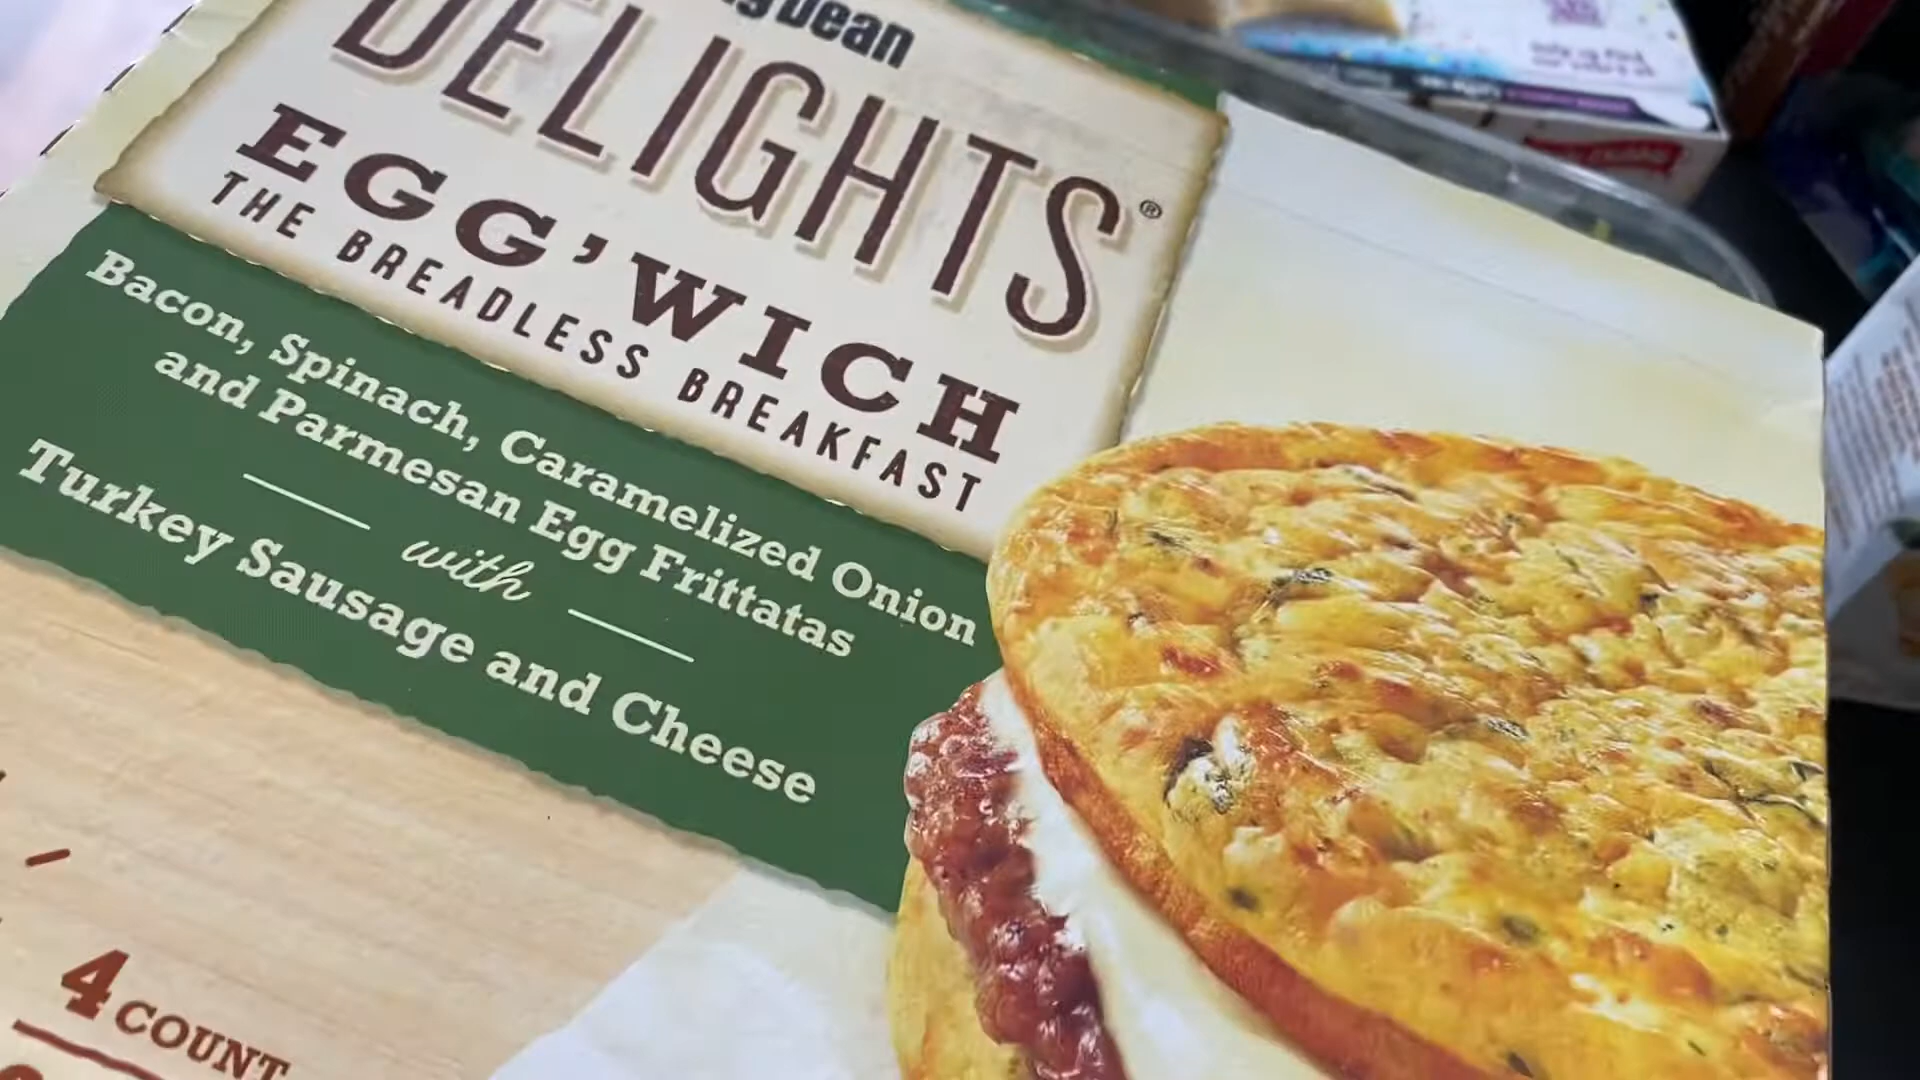 Dean
DELIGHTS®
EGG'WICH
THE BREADLESS BREAKFAST
Bacon, Spinach, Caramelized Onion
and Parmesan Egg Frittatas
with
Turkey Sausage and Cheese
4 COUNT